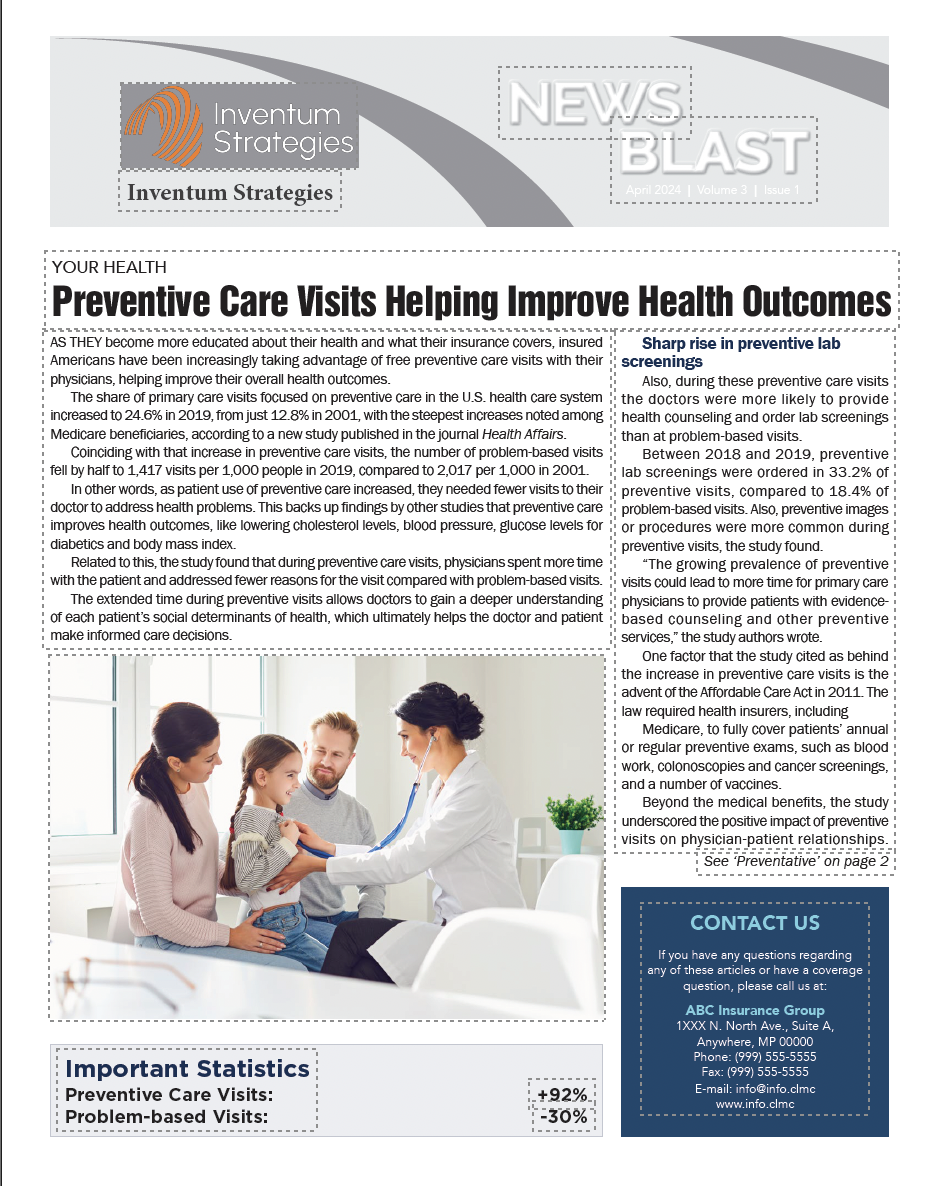 Inventum
Strategies
Inventum Strategies
NEWS
BLAST
April 2024 | Volume 3 | Issue 1
YOUR HEALTH
Preventive Care Visits Helping Improve Health Outcomes
AS THEY become more educated about their health and what their insurance covers, insured
Americans have been increasingly taking advantage of free preventive care visits with their
physicians, helping improve their overall health outcomes.
The share of primary care visits focused on preventive care in the U.S. health care system
increased to 24.6% in 2019, from just 12.8% in 2001, with the steepest increases noted among
Medicare beneficiaries, according to a new study published in the journal Health Affairs.
Coinciding with that increase in preventive care visits, the number of problem-based visits
fell by half to 1,417 visits per 1,000 people in 2019, compared to 2,017 per 1,000 in 2001.
In other words, as patient use of preventive care increased, they needed fewer visits to their
doctor to address health problems. This backs up findings by other studies that preventive care
improves health outcomes, like lowering cholesterol levels, blood pressure, glucose levels for
diabetics and body mass index.
Related to this, the study found that during preventive care visits, physicians spent more time
with the patient and addressed fewer reasons for the visit compared with problem-based visits.
The extended time during preventive visits allows doctors to gain a deeper understanding
of each patient's social determinants of health, which ultimately helps the doctor and patient
make informed care decisions.
Sharp rise in preventive lab
screenings
Also, during these preventive care visits
the doctors were more likely to provide
health counseling and order lab screenings
than at problem-based visits.
Between 2018 and 2019, preventive
lab screenings were ordered in 33.2% of
preventive visits, compared to 18.4% of
problem-based visits. Also, preventive images
or procedures were more common during
preventive visits, the study found.
“The growing prevalence of preventive
visits could lead to more time for primary care
physicians to provide patients with evidence-
based counseling and other preventive
services,” the study authors wrote.
One factor that the study cited as behind
the increase in preventive care visits is the
advent of the Affordable Care Act in 2011. The
law required health insurers, including
Medicare, to fully cover patients’ annual
or regular preventive exams, such as blood
work, colonoscopies and cancer screenings,
and a number of vaccines.
Beyond the medical benefits, the study
underscored the positive impact of preventive
visits on physician-patient relationships.
See ‘Preventative’ on page 2
Important Statistics
Preventive Care Visits: +92%
Problem-based Visits: -30%
CONTACT US
If you have any questions regarding
any of these articles or have a coverage
question, please call us at:
ABC Insurance Group
1XXX N. North Ave., Suite A,
Anywhere, MP 00000
Phone: (999) 555-5555
Fax: (999) 555-5555
E-mail: info@info.clmc
www.info.clmc